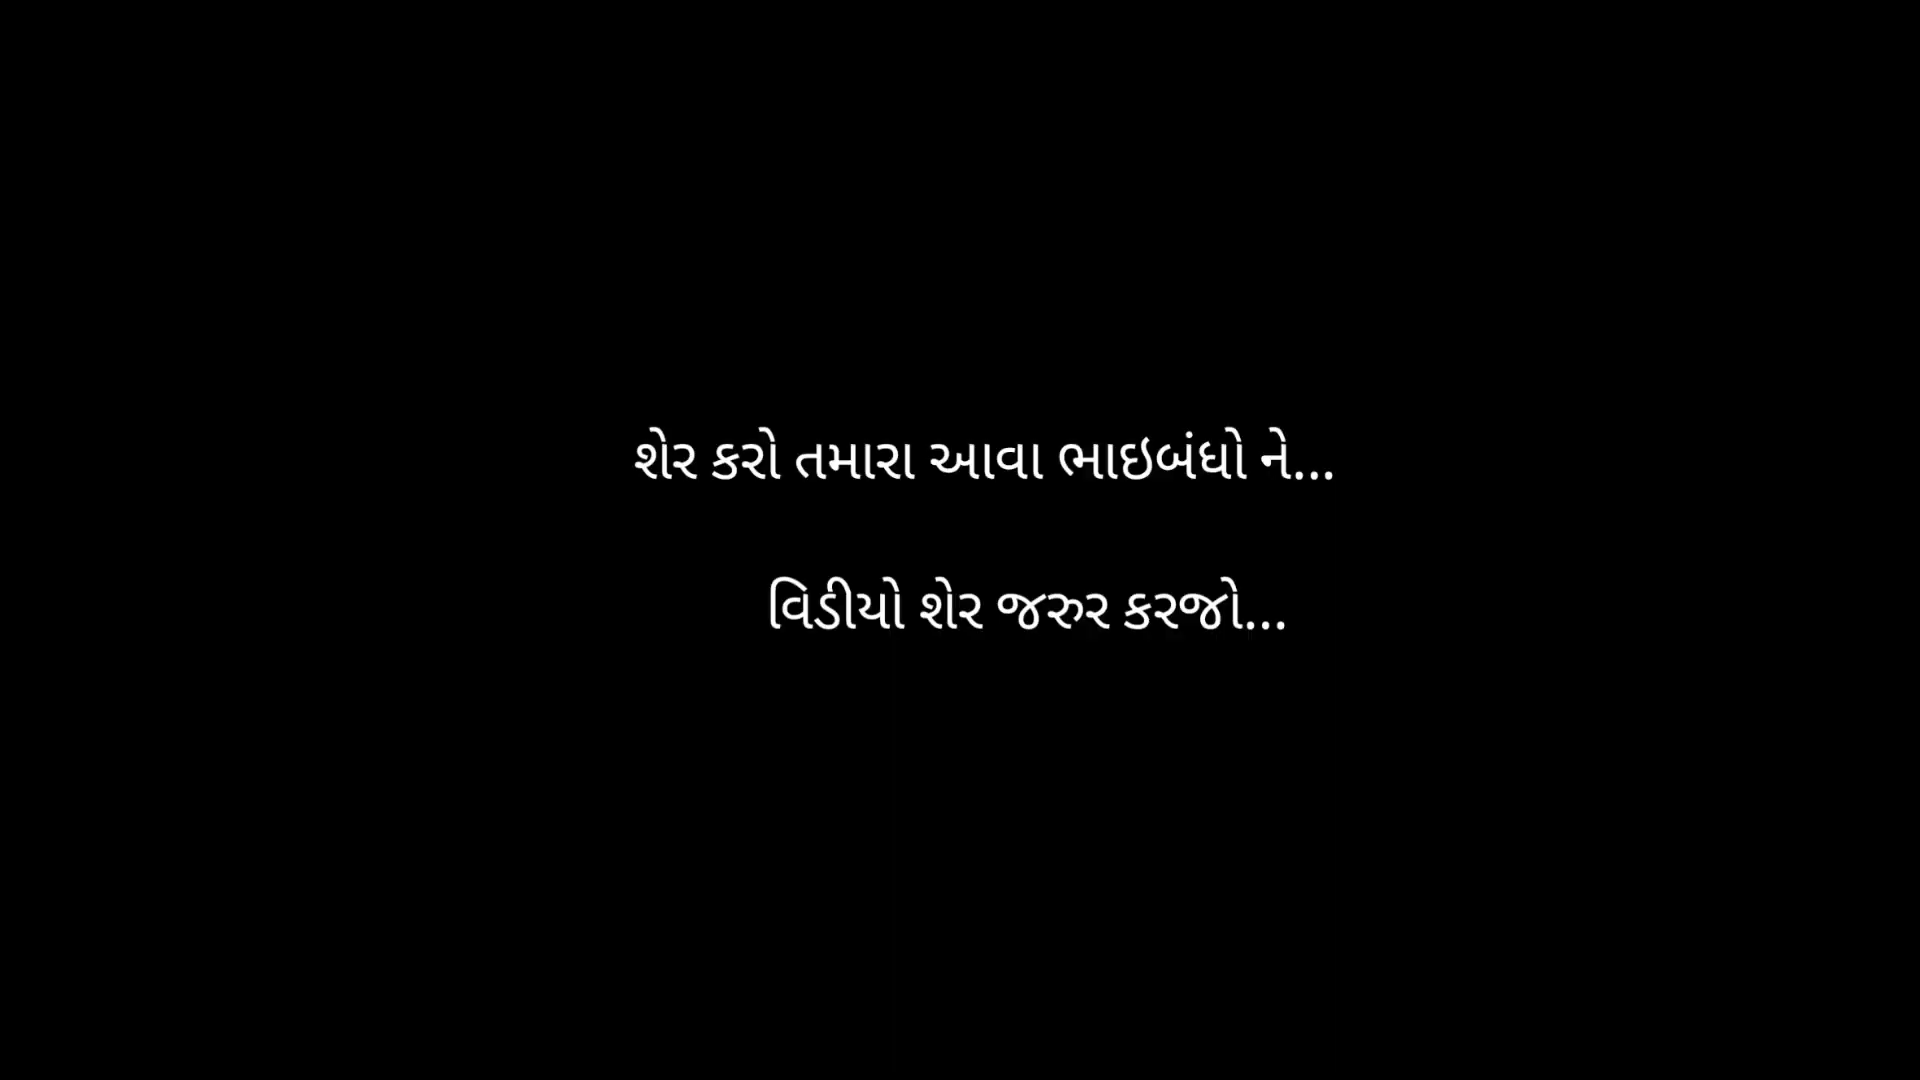 શેર કરો તમારા આવા ભાઇબંધો ને...
વિડીયો શેર જરુર કરજો...